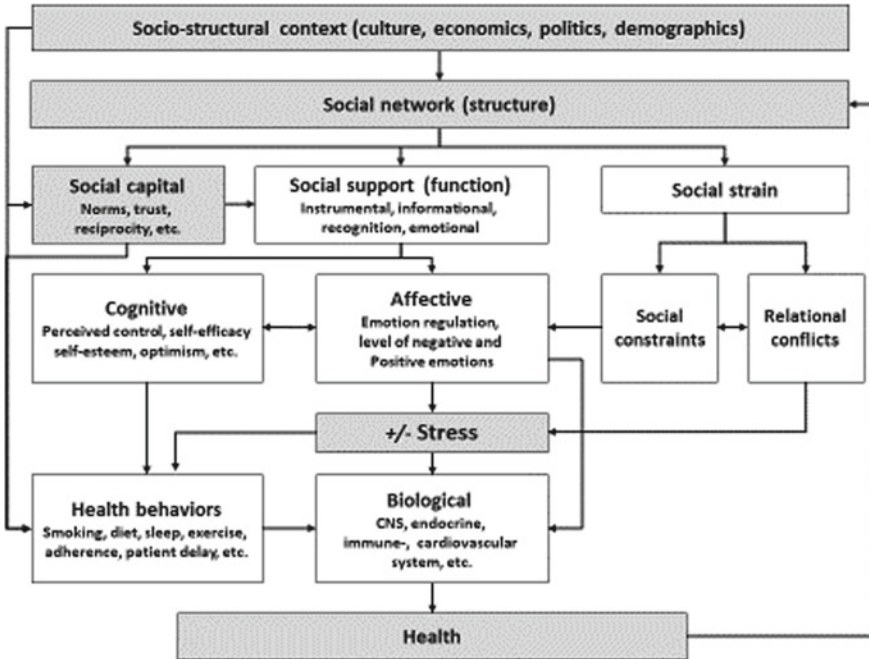 Socio-structural context (culture, economics, politics, demographics)
Social network (structure)
Social capital
Norms, trust,
reciprocity, etc.
Social support (function)
Instrumental, informational,
recognition, emotional
Social strain
Cognitive
Perceived control, self-efficacy
self-esteem, optimism, etc.
Affective
Emotion regulation,
level of negative and
Positive emotions
Social
constraints
Relational
conflicts
+/- Stress
Health behaviors
Smoking, diet, sleep, exercise,
adherence, patient delay, etc.
Biological
CNS, endocrine,
immune-, cardiovascular
system, etc.
Health